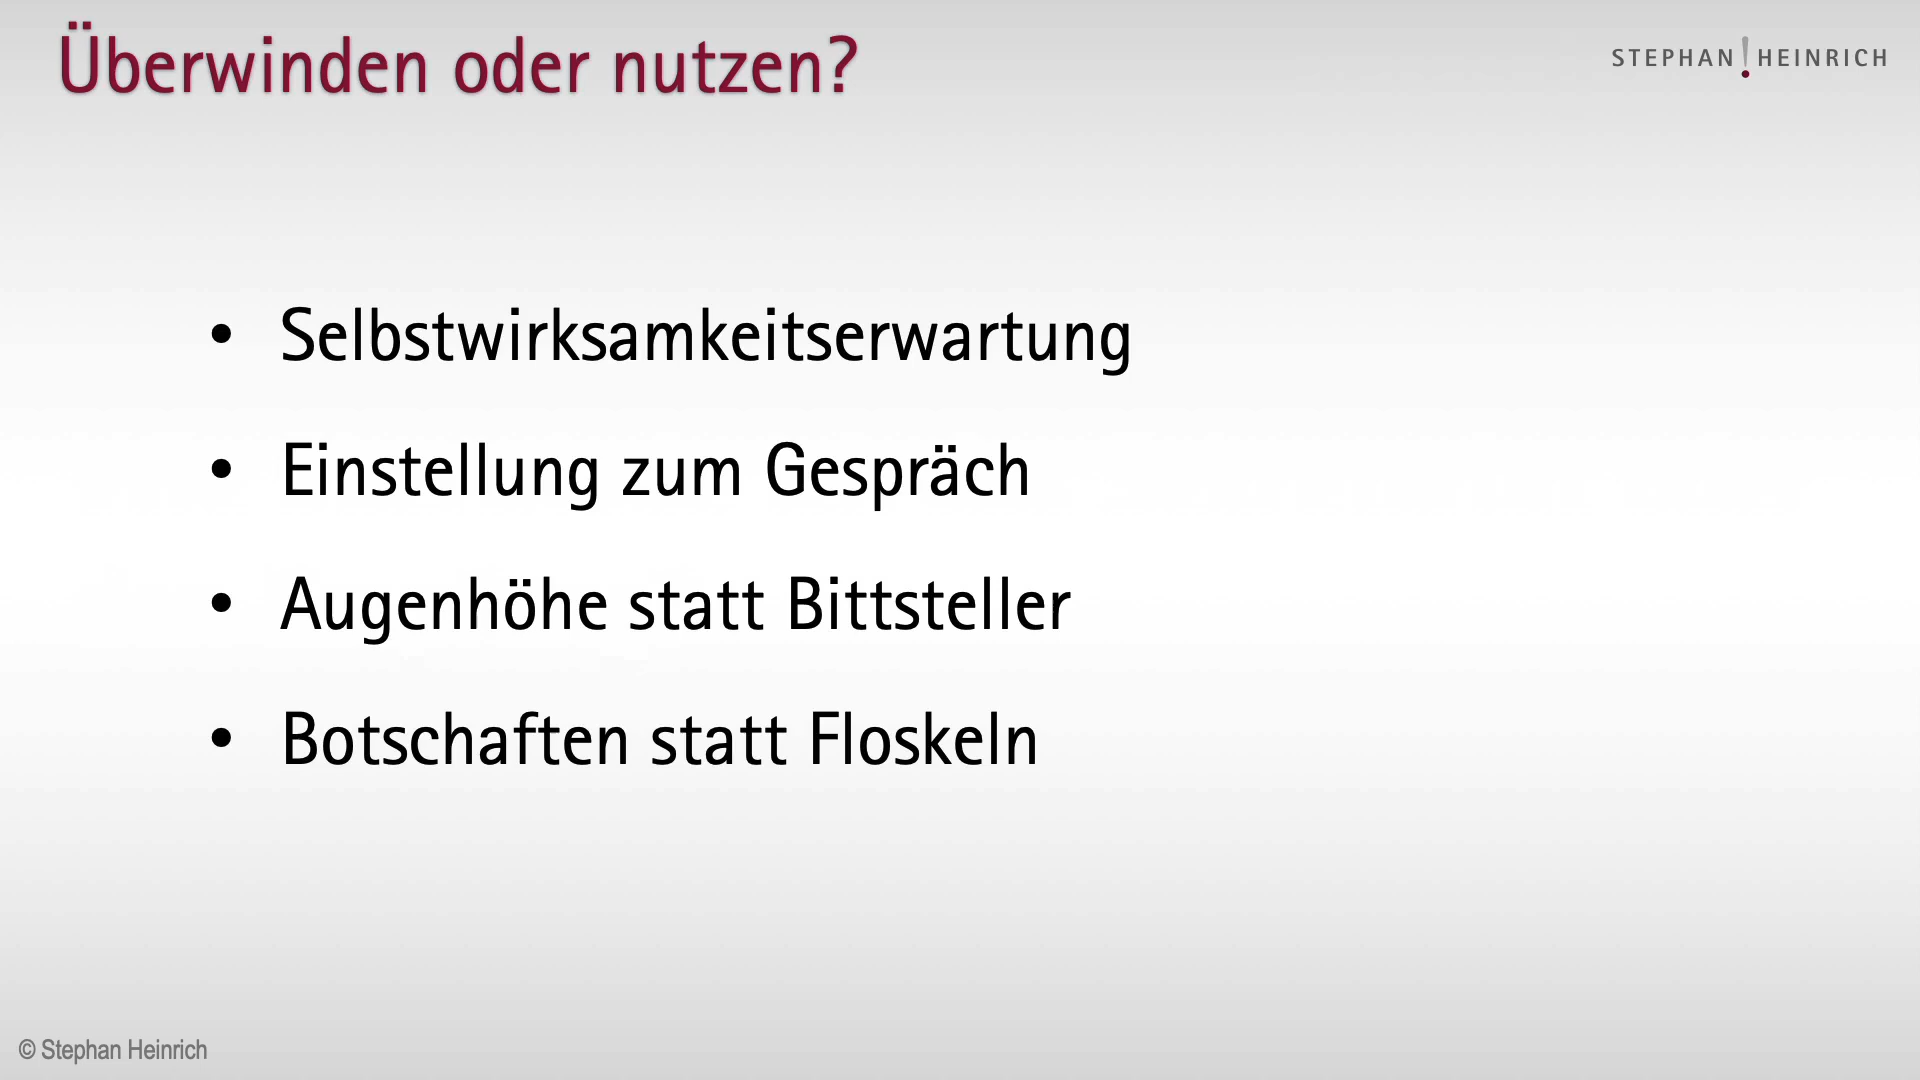 Überwinden oder nutzen?
STEPHAN HEINRICH
• Selbstwirksamkeitserwartung
• Einstellung zum Gespräch
• Augenhöhe statt Bittsteller
• Botschaften statt Floskeln
© Stephan Heinrich